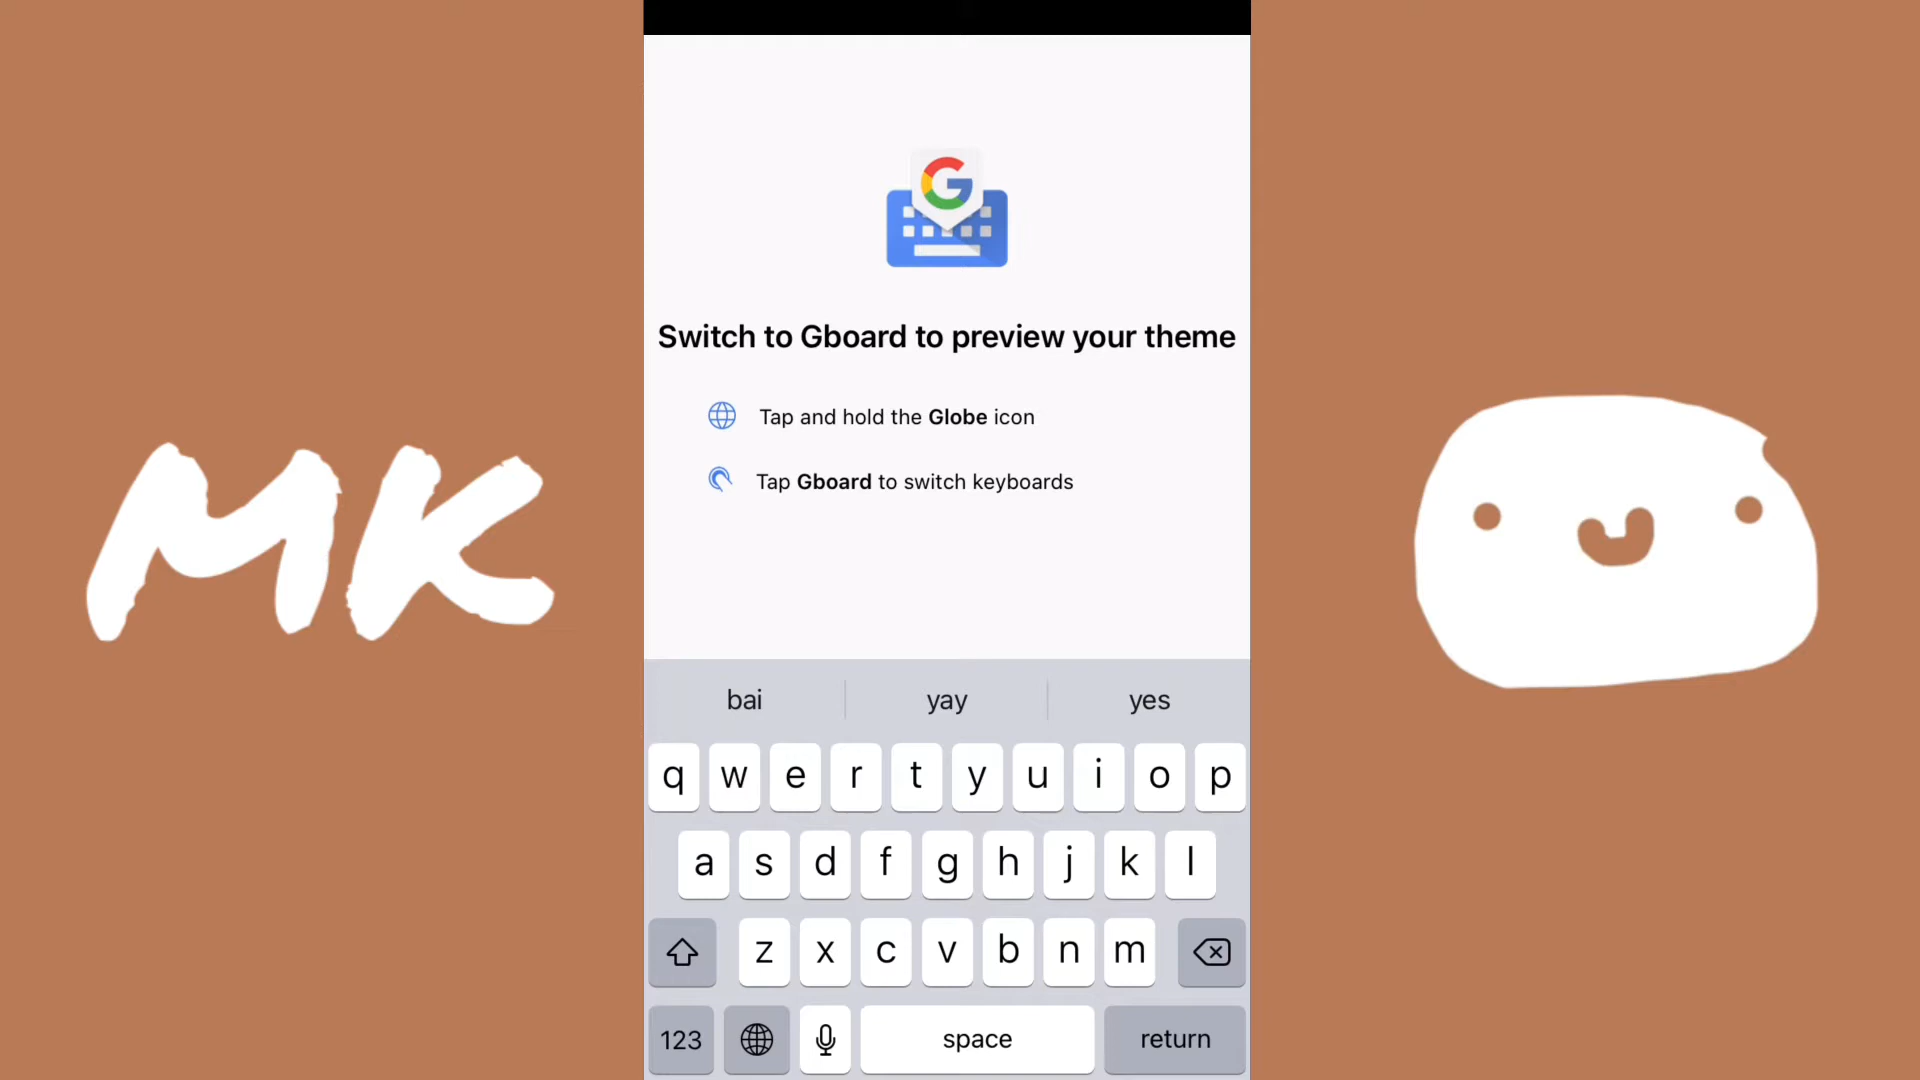 MK
G
Switch to Gboard to preview your theme
Tap and hold the Globe icon
Tap Gboard to switch keyboards
bai yay yes
q w e r t y u i o p
a s d f g h j k l
z x c v b n m
123 space return